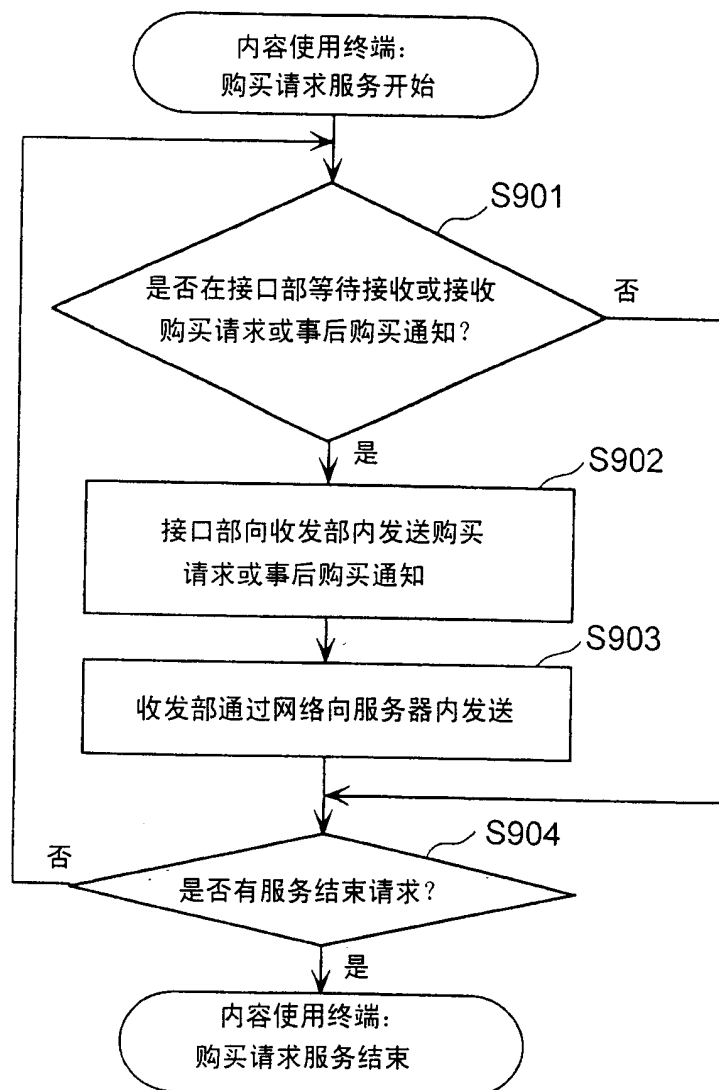 内容使用终端：
购买请求服务开始
S901
是否在接口部等待接收或接收
购买请求或事后购买通知？
否
是
S902
接口部向收发部内发送购买
请求或事后购买通知
S903
收发部通过网络向服务器内发送
S904
否
是否有服务结束请求？
是
内容使用终端：
购买请求服务结束